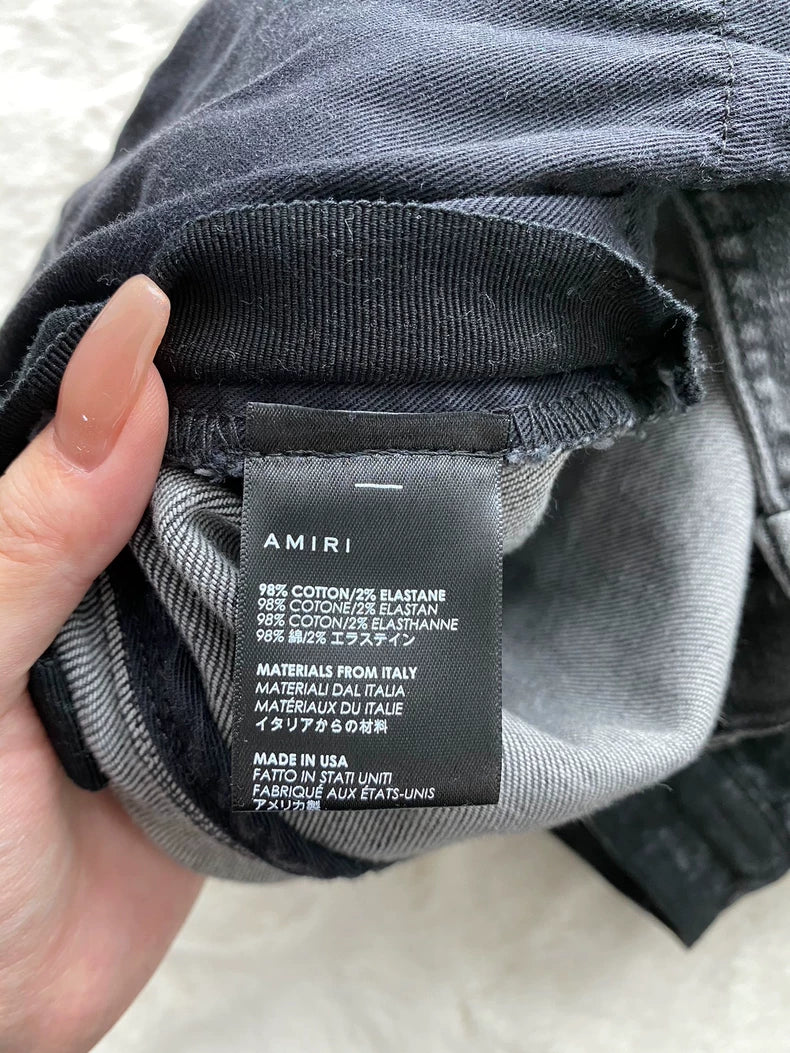 AMIRI
98% COTTON/2% ELASTANE
98% COTONE/2% ELASTAN
98% COTON/2% ELASTHANNE
98% 綿/2% エラステイン
MATERIALS FROM ITALY
MATERIALI DAL ITALIA
MATÉRIAUX DU ITALIE
イタリアからの材料
MADE IN USA
FATTO IN STATI UNITI
FABRIQUÉ AUX ÉTATS-UNIS
アメリカ製